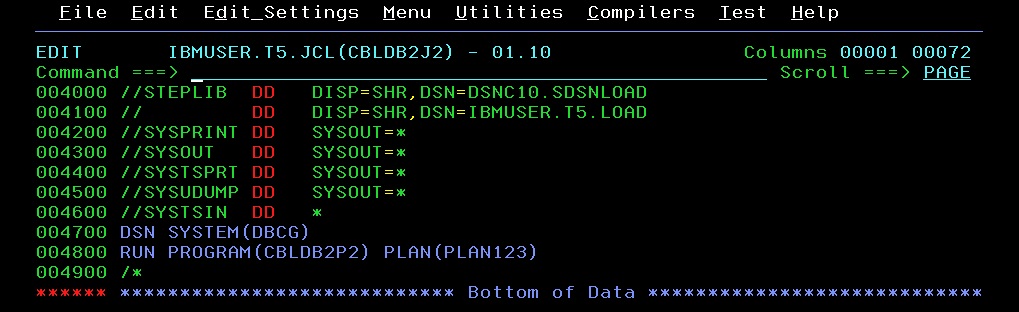 File  Edit  Edit_Settings  Menu  Utilities  Compilers  Test  Help
EDIT       IBMUSER.T5.JCL(CBLDB2J2) - 01.10                        Columns 00001 00072
Command ===>                                                          Scroll ===> PAGE
004000 //STEPLIB  DD   DISP=SHR,DSN=DSNC10.SDSNLOAD
004100 //         DD   DISP=SHR,DSN=IBMUSER.T5.LOAD
004200 //SYSPRINT DD   SYSOUT=*
004300 //SYSOUT   DD   SYSOUT=*
004400 //SYSTSPRT DD   SYSOUT=*
004500 //SYSUDUMP DD   SYSOUT=*
004600 //SYSTSIN  DD   *
004700 DSN SYSTEM(DBCG)
004800 RUN PROGRAM(CBLDB2P2) PLAN(PLAN123)
004900 /*
****** **************************** Bottom of Data ****************************